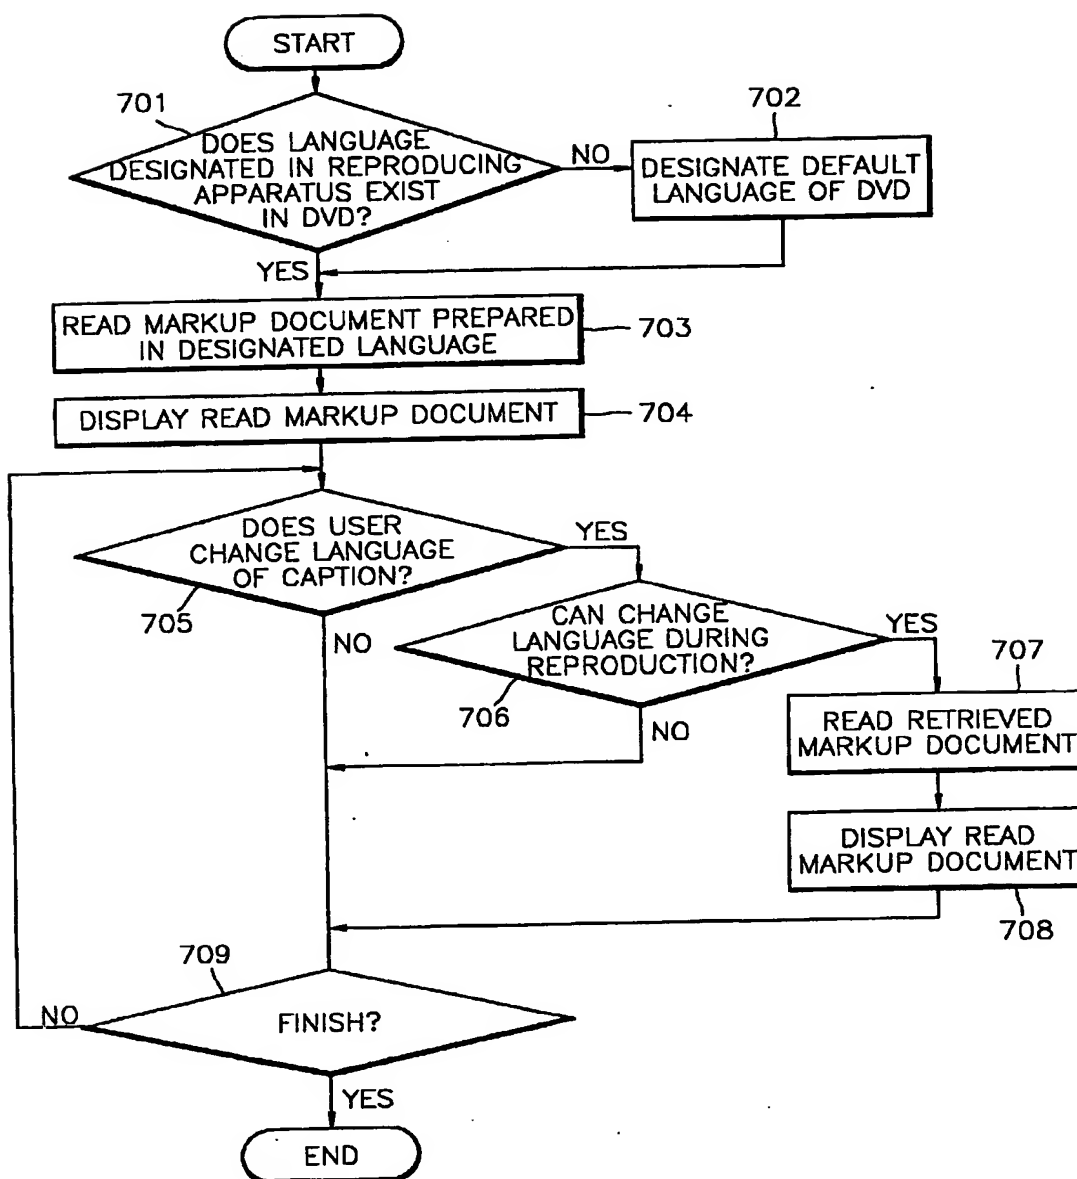 START
701
DOES LANGUAGE
DESIGNATED IN REPRODUCING
APPARATUS EXIST
IN DVD?
NO
702
DESIGNATE DEFAULT
LANGUAGE OF DVD
YES
READ MARKUP DOCUMENT PREPARED
IN DESIGNATED LANGUAGE
703
DISPLAY READ MARKUP DOCUMENT
704
DOES USER
CHANGE LANGUAGE
OF CAPTION?
705
YES
NO
CAN CHANGE
LANGUAGE DURING
REPRODUCTION?
706
YES
NO
707
READ RETRIEVED
MARKUP DOCUMENT
DISPLAY READ
MARKUP DOCUMENT
708
709
NO
FINISH?
YES
END